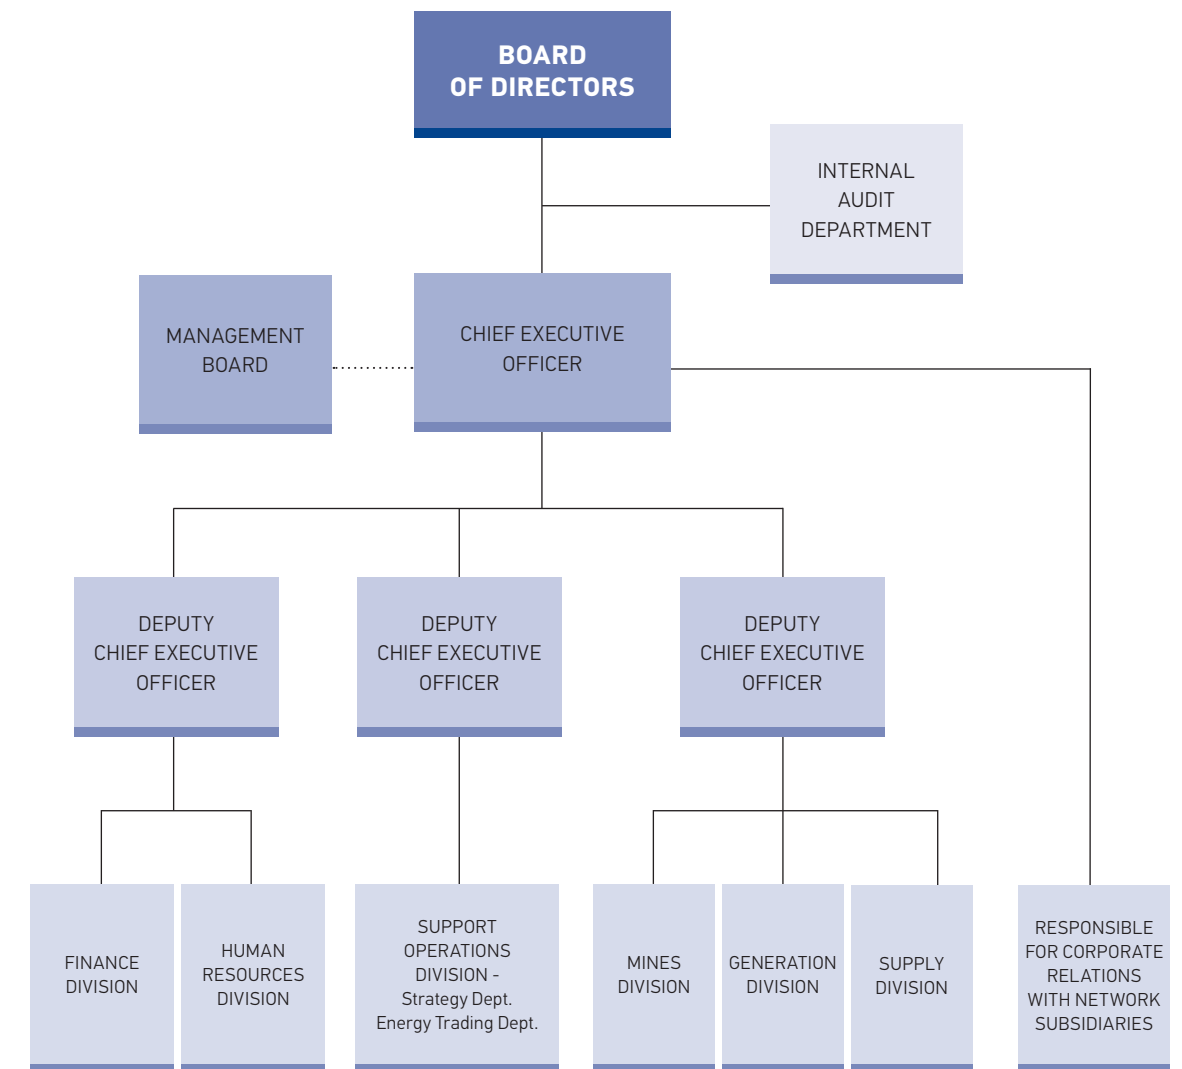 BOARD
OF DIRECTORS
INTERNAL
AUDIT
DEPARTMENT
MANAGEMENT
BOARD
CHIEF EXECUTIVE
OFFICER
DEPUTY
CHIEF EXECUTIVE
OFFICER
DEPUTY
CHIEF EXECUTIVE
OFFICER
DEPUTY
CHIEF EXECUTIVE
OFFICER
FINANCE
DIVISION
HUMAN
RESOURCES
DIVISION
SUPPORT
OPERATIONS
DIVISION -
Strategy Dept.
Energy Trading Dept.
MINES
DIVISION
GENERATION
DIVISION
SUPPLY
DIVISION
RESPONSIBLE
FOR CORPORATE
RELATIONS
WITH NETWORK
SUBSIDIARIES